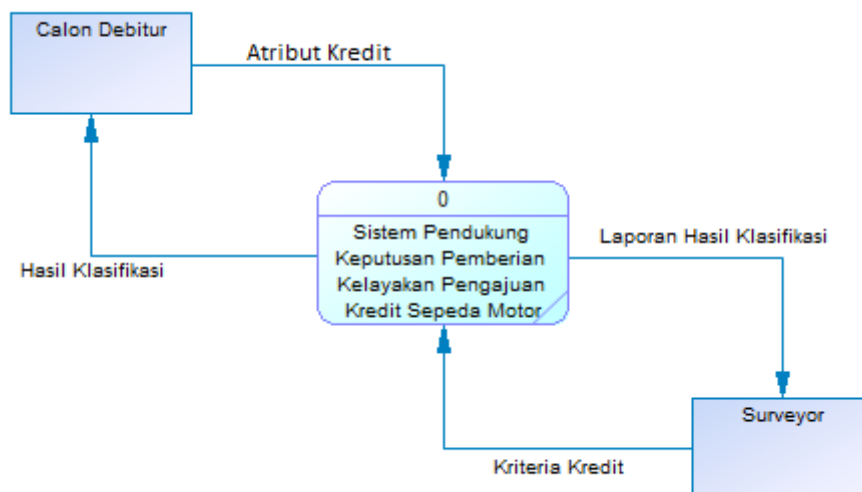 Calon Debitur
Atribut Kredit
0
Sistem Pendukung
Keputusan Pemberian
Kelayakan Pengajuan
Kredit Sepeda Motor
Laporan Hasil Klasifikasi
Hasil Klasifikasi
Surveyor
Kriteria Kredit